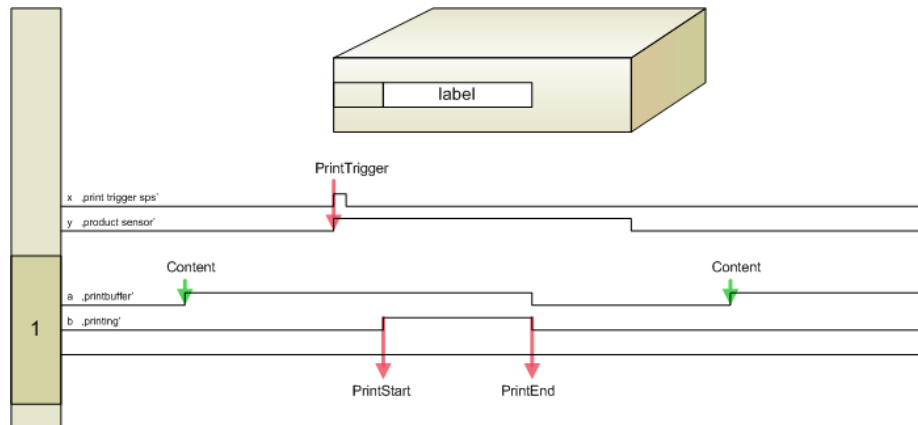 label
PrintTrigger
x ‚print trigger sps‘
y ‚product sensor‘
Content Content
a ‚printbuffer‘
b ‚printing‘
1
PrintStart PrintEnd